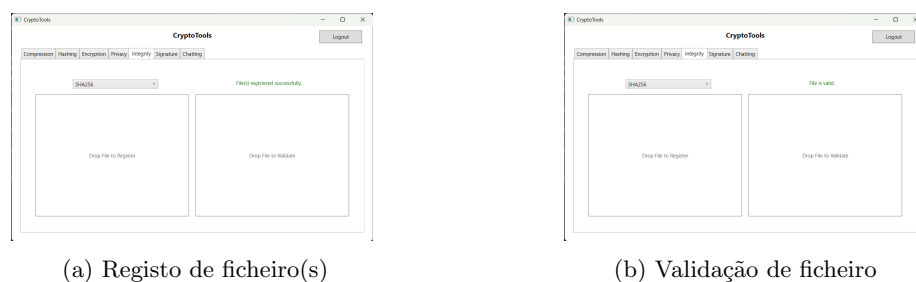 CryptoTools
CryptoTools
Logout
Compression Hashing Encryption Privacy Integrity Signature Chatting
SHA256
File(s) registered successfully.
Drop File to Register
Drop File to Validate
(a) Registo de ficheiro(s)
CryptoTools
CryptoTools
Logout
Compression Hashing Encryption Privacy Integrity Signature Chatting
SHA256
File is valid.
Drop File to Register
Drop File to Validate
(b) Validação de ficheiro